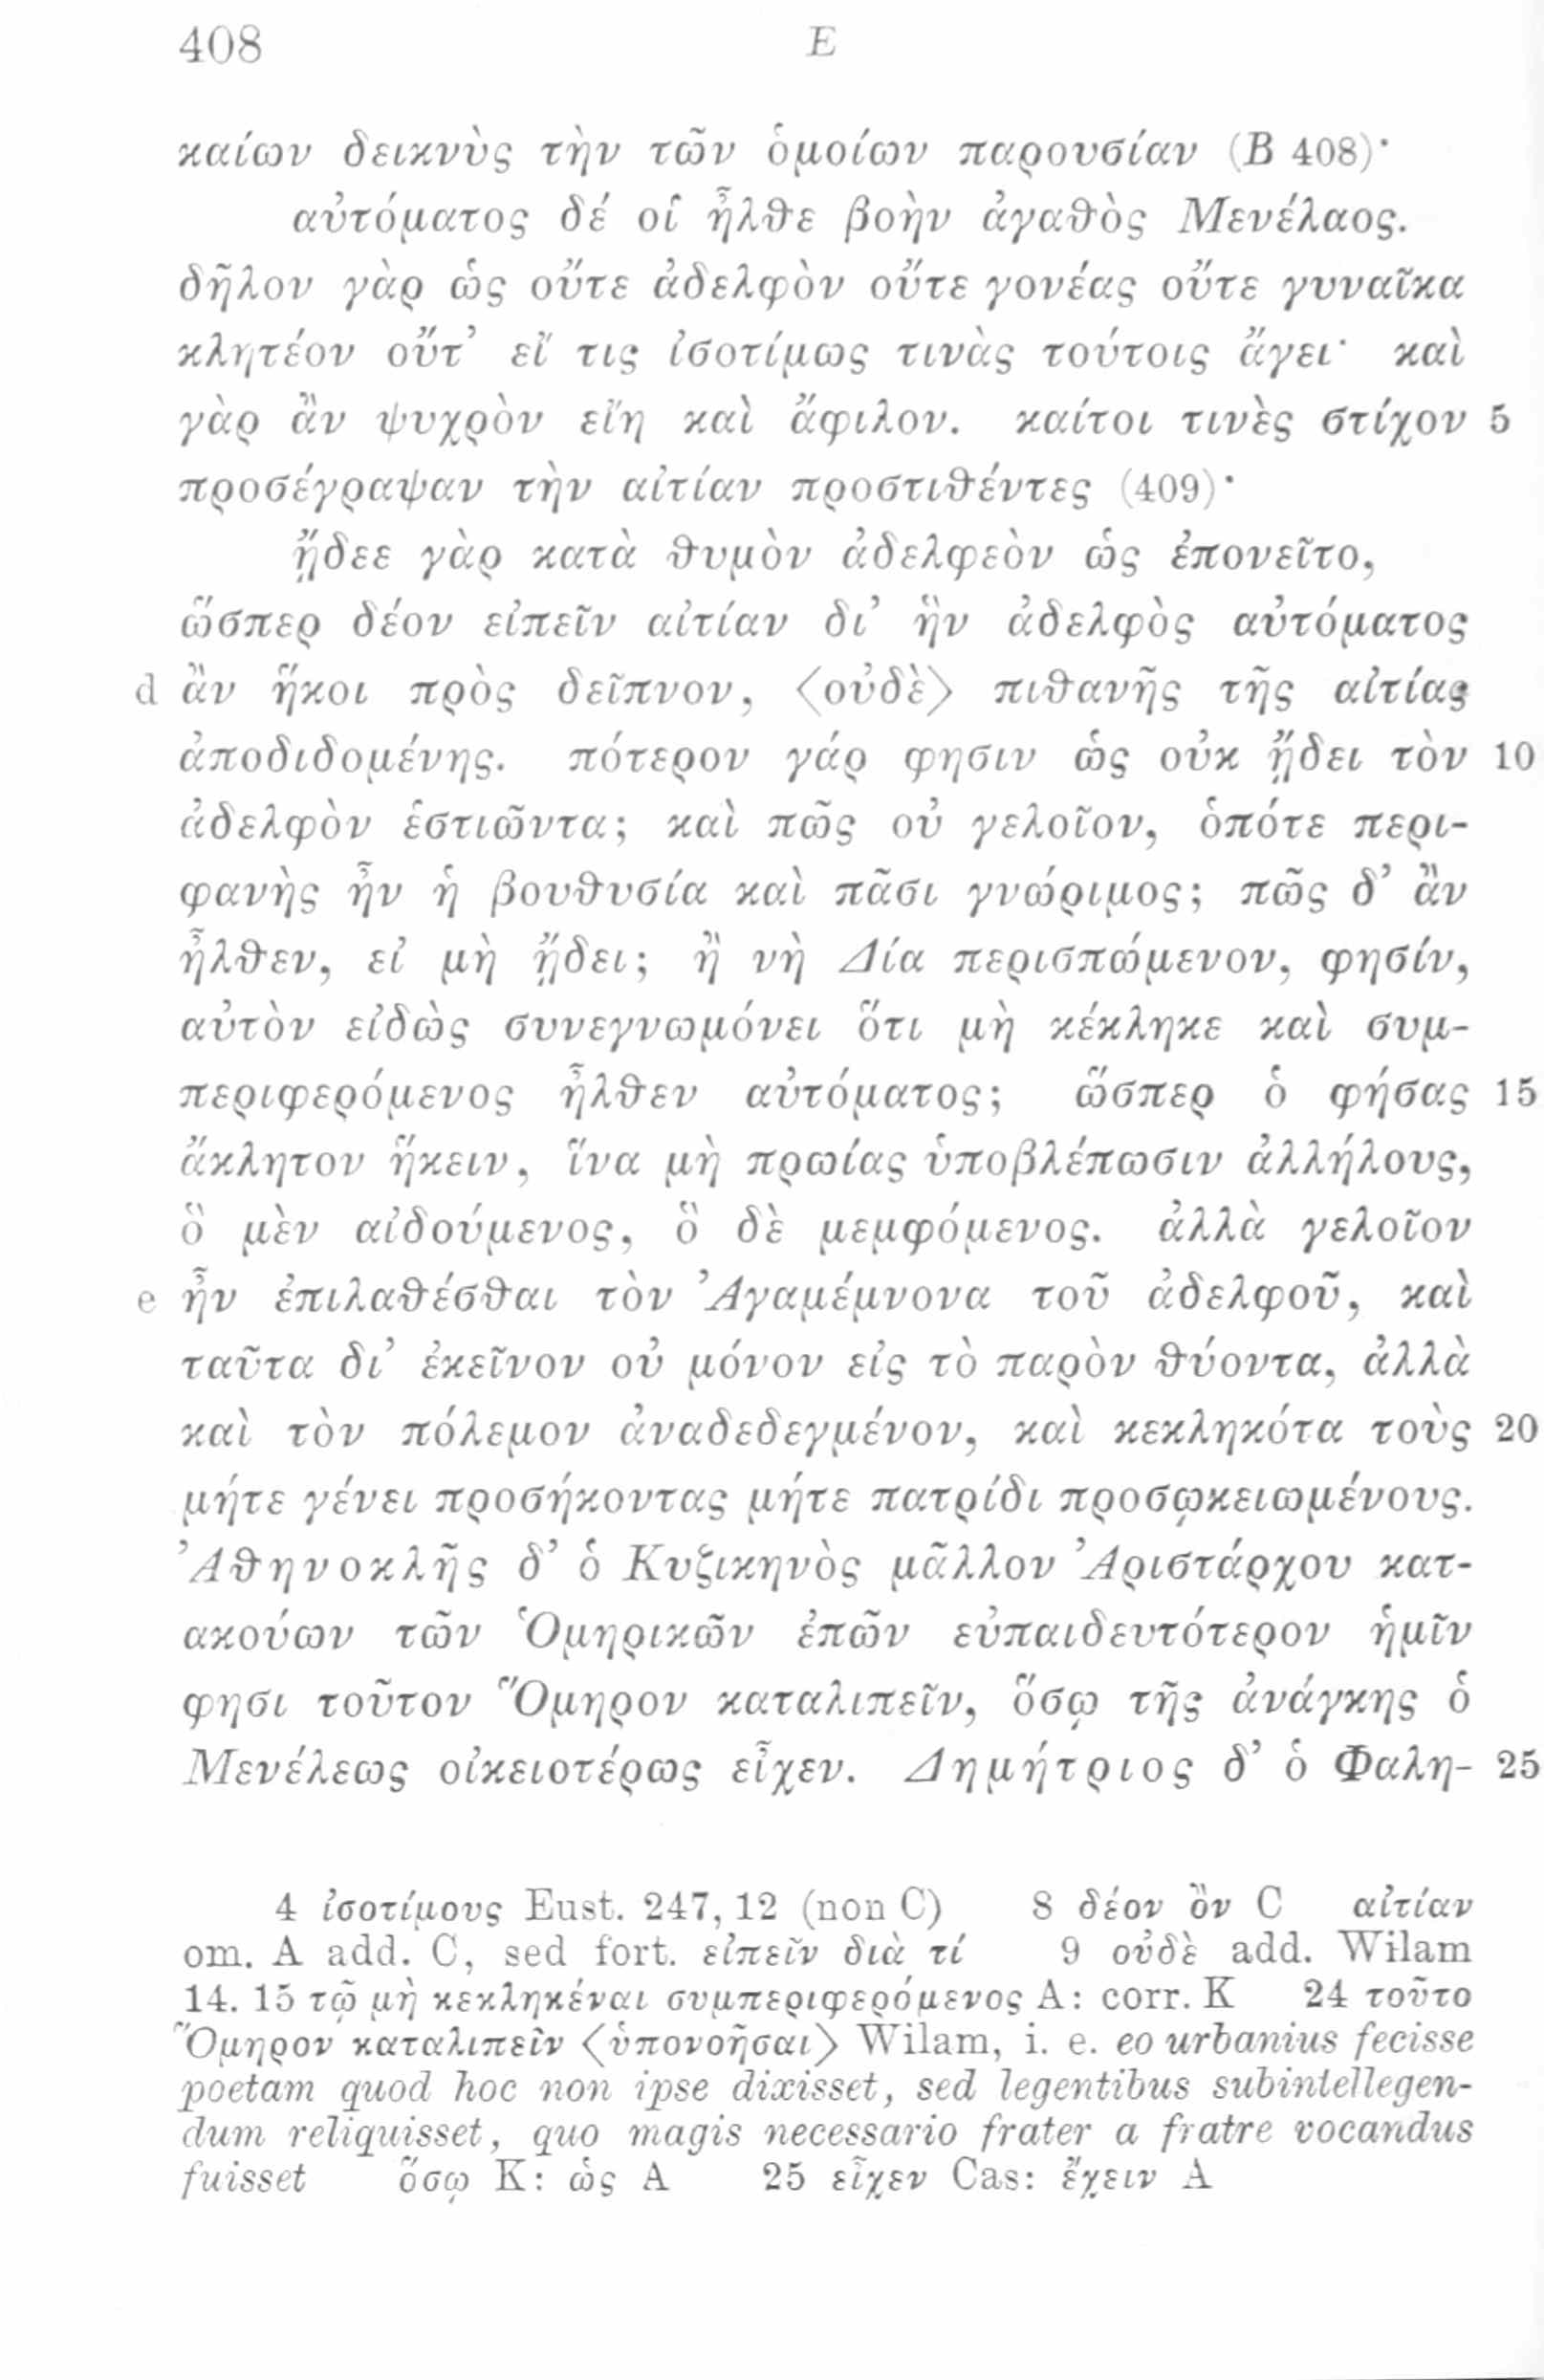 408 E
καίων δεικνὺς τὴν τῶν ὁμοίων παρουσίαν (B 408)·
αὐτόματος δέ οἱ ἦλθε βοὴν ἀγαθὸς Μενέλαος.
δῆλον γὰρ ὡς οὔτε ἀδελφὸν οὔτε γονέας οὔτε γυναῖκα
κλητέον οὔτ’ εἴ τις ἰσοτίμως τινὰς τούτοις ἄγει· καὶ
γὰρ ἂν ψυχρὸν εἴη καὶ ἄφιλον. καίτοι τινὲς στίχον 5
προσέγραψαν τὴν αἰτίαν προστιθέντες (409)·
ᾔδεε γὰρ κατὰ θυμὸν ἀδελφεὸν ὡς ἐπονεῖτο,
ὥσπερ δέον εἰπεῖν αἰτίαν δι’ ἣν ἀδελφὸς αὐτόματος
d ἂν ἥκοι πρὸς δεῖπνον, ⟨οὐδὲ⟩ πιθανῆς τῆς αἰτίας
ἀποδιδομένης. πότερον γάρ φησιν ὡς οὐκ ᾔδει τὸν 10
ἀδελφὸν ἑστιῶντα; καὶ πῶς οὐ γελοῖον, ὁπότε περι-
φανὴς ἦν ἡ βουθυσία καὶ πᾶσι γνώριμος; πῶς δ’ ἂν
ἦλθεν, εἰ μὴ ᾔδει; ἢ νὴ Δία περισπώμενον, φησίν,
αὐτὸν εἰδὼς συνεγνωμόνει ὅτι μὴ κέκληκε καὶ συμ-
περιφερόμενος ἦλθεν αὐτόματος; ὥσπερ ὁ φήσας 15
ἄκλητον ἥκειν, ἵνα μὴ πρωίας ὑποβλέπωσιν ἀλλήλους,
ὃ μὲν αἰδούμενος, ὃ δὲ μεμφόμενος. ἀλλὰ γελοῖον
e ἦν ἐπιλαθέσθαι τὸν Ἀγαμέμνονα τοῦ ἀδελφοῦ, καὶ
ταῦτα δι’ ἐκεῖνον οὐ μόνον εἰς τὸ παρὸν θύοντα, ἀλλὰ
καὶ τὸν πόλεμον ἀναδεδεγμένον, καὶ κεκληκότα τοὺς 20
μήτε γένει προσήκοντας μήτε πατρίδι προσῳκειωμένους.
Ἀθηνοκλῆς δ’ ὁ Κυζικηνὸς μᾶλλον Ἀριστάρχου κατ-
ακούων τῶν Ὁμηρικῶν ἐπῶν εὐπαιδευτότερον ἡμῖν
φησι τοῦτον Ὅμηρον καταλιπεῖν, ὅσῳ τῆς ἀνάγκης ὁ
Μενέλεως οἰκειοτέρως εἶχεν. Δημήτριος δ’ ὁ Φαλη- 25
4 ἰσοτίμους Eust. 247, 12 (non C) 8 δέον ὂν C αἰτίαν
om. A add. C, sed fort. εἰπεῖν διὰ τί 9 οὐδὲ add. Wilam
14. 15 τῷ μὴ κεκληκέναι συμπεριφερόμενος A: corr. K 24 τοῦτο
Ὅμηρον καταλιπεῖν ⟨ὑπονοῆσαι⟩ Wilam, i. e. eo urbanius fecisse
poetam quod hoc non ipse dixisset, sed legentibus subintellegen-
dum reliquisset, quo magis necessario frater a fratre vocandus
fuisset ὅσῳ K: ὡς A 25 εἶχεν Cas: ἔχειν A